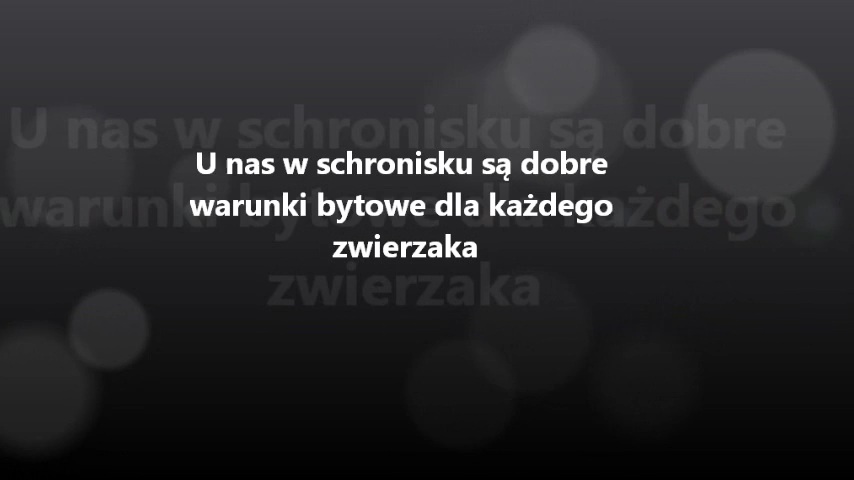 U nas w schronisku są dobre
warunki bytowe dla każdego
zwierzaka